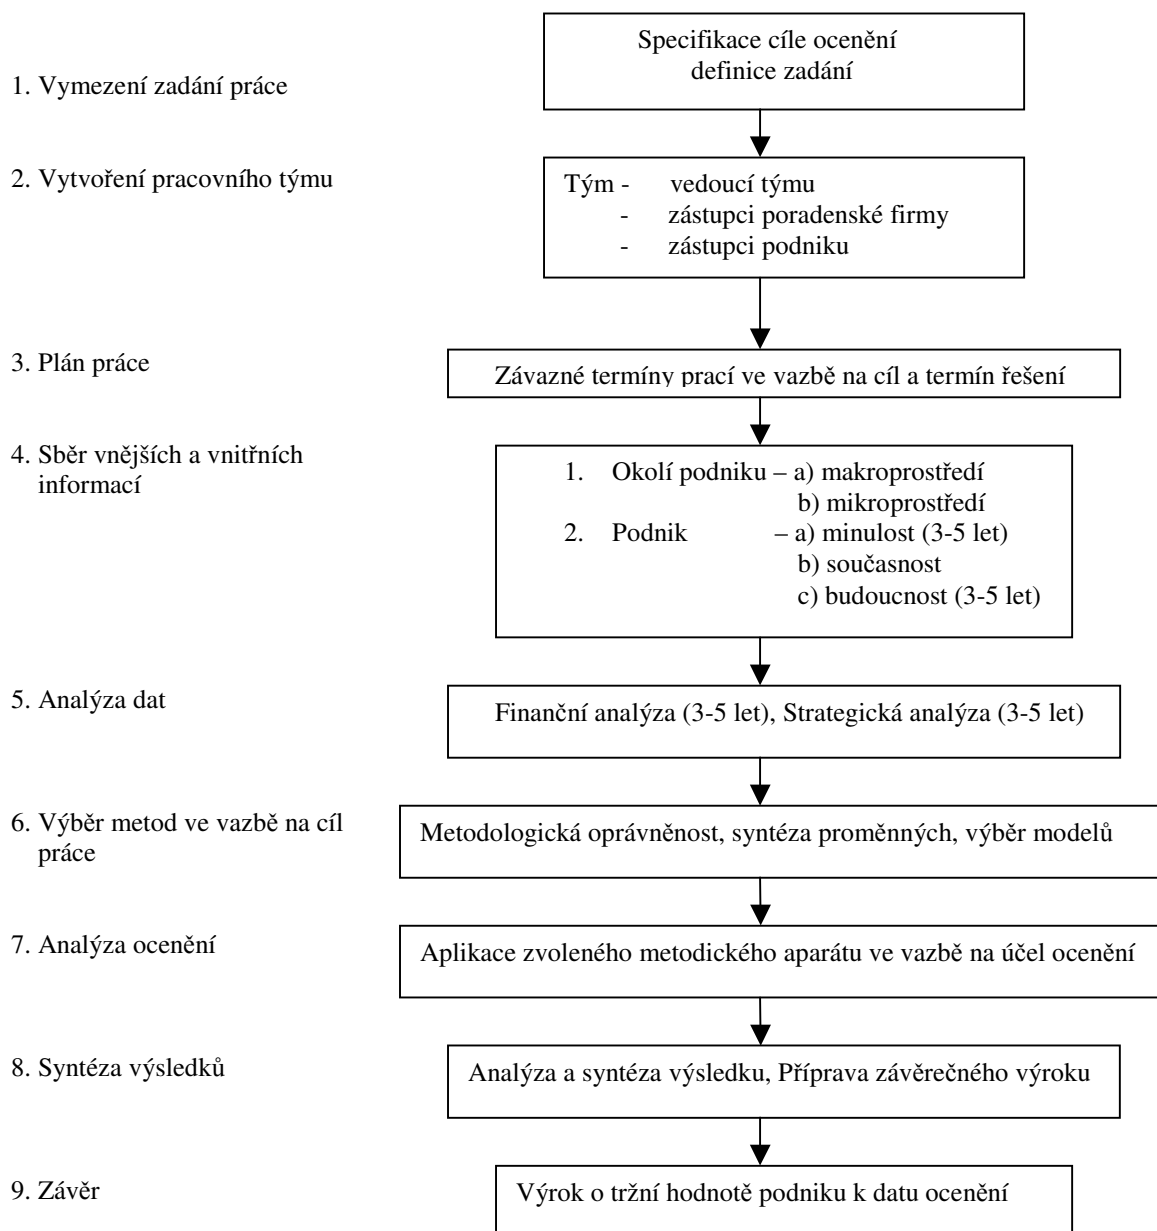 Specifikace cíle ocenění
definice zadání
1. Vymezení zadání práce
2. Vytvoření pracovního týmu
Tým - vedoucí týmu
- zástupci poradenské firmy
- zástupci podniku
3. Plán práce
Závazné termíny prací ve vazbě na cíl a termín řešení
4. Sběr vnějších a vnitřních
informací
1. Okolí podniku – a) makroprostředí
b) mikroprostředí
2. Podnik – a) minulost (3-5 let)
b) současnost
c) budoucnost (3-5 let)
5. Analýza dat
Finanční analýza (3-5 let), Strategická analýza (3-5 let)
6. Výběr metod ve vazbě na cíl
práce
Metodologická oprávněnost, syntéza proměnných, výběr modelů
7. Analýza ocenění
Aplikace zvoleného metodického aparátu ve vazbě na účel ocenění
8. Syntéza výsledků
Analýza a syntéza výsledku, Příprava závěrečného výroku
9. Závěr
Výrok o tržní hodnotě podniku k datu ocenění